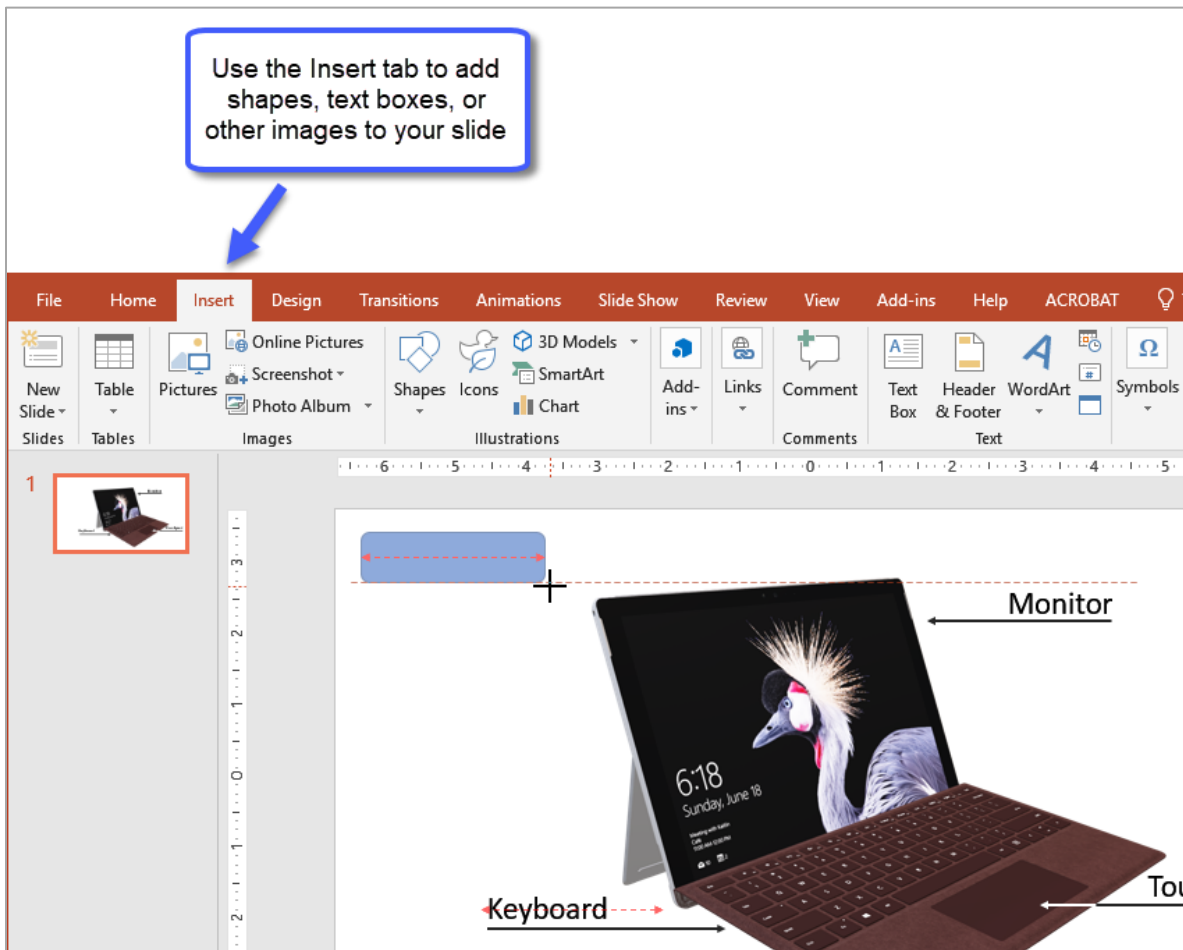 Use the Insert tab to add
shapes, text boxes, or
other images to your slide
File Home Insert Design Transitions Animations Slide Show Review View Add-ins Help ACROBAT
New
Slide
Slides
Table
Tables
Pictures
Online Pictures
Screenshot
Photo Album
Images
Shapes
Icons
3D Models
SmartArt
Chart
Illustrations
Add-
ins
Links
Comment
Comments
Text
Box
Header
& Footer
WordArt
Text
Ω
Symbols
6 5 4 3 2 1 0 1 2 3 4 5
1
3
2
1
0
1
2
Monitor
6:18
Sunday, June 18
Meeting with Kaitlin
Keyboard